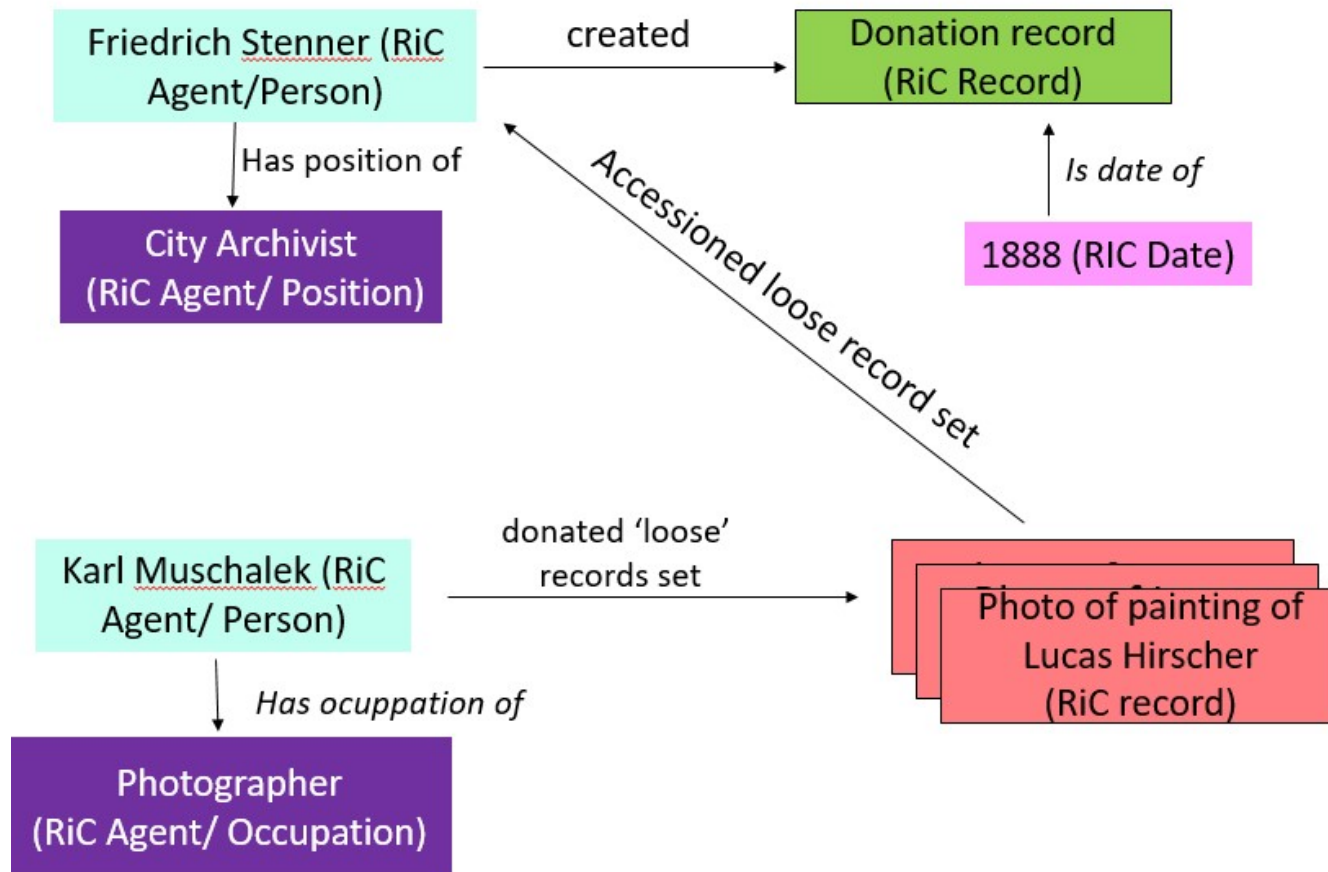 Friedrich Stenner (RiC
Agent/Person)
created
Donation record
(RiC Record)
Has position of
Is date of
City Archivist
(RiC Agent/ Position)
1888 (RIC Date)
Accessioned loose record set
Karl Muschalek (RiC
Agent/ Person)
donated ‘loose’
records set
Photo of painting of
Lucas Hirscher
(RiC record)
Has ocuppation of
Photographer
(RiC Agent/ Occupation)